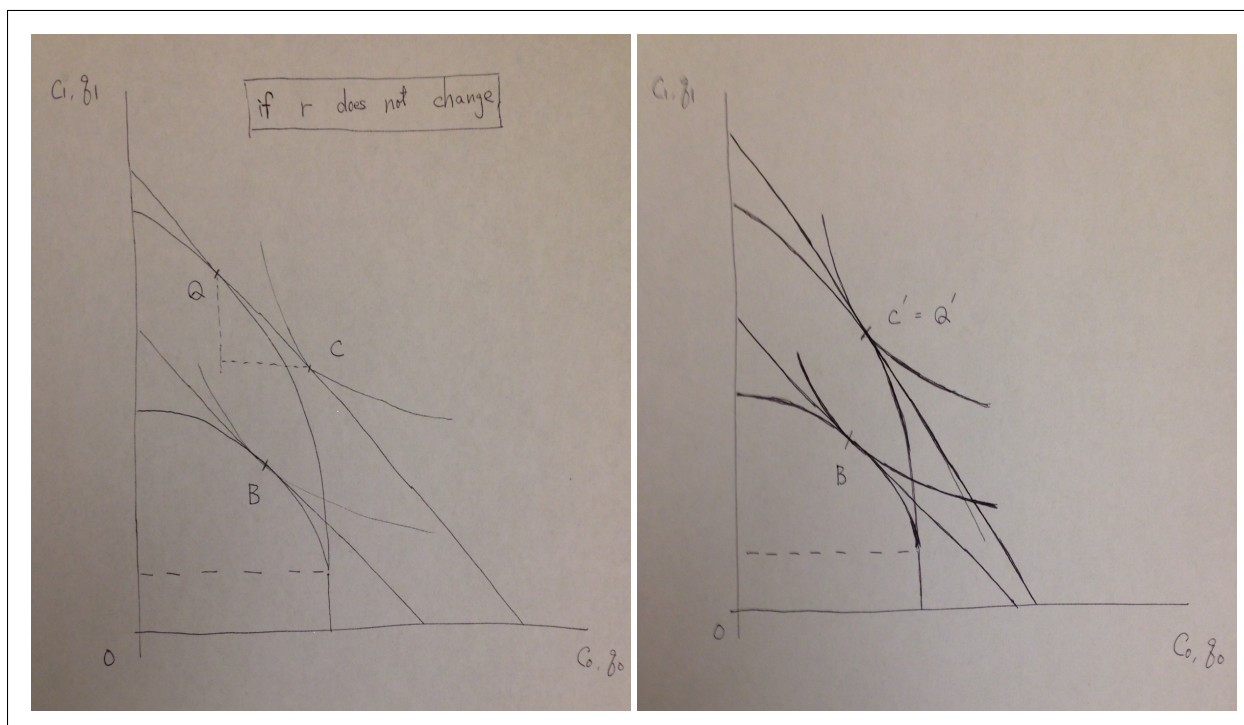 C₁, q₁
if r does not change
Q
C
B
0
C₀, q₀
C₁, q₁
C' = Q'
B
0
C₀, q₀